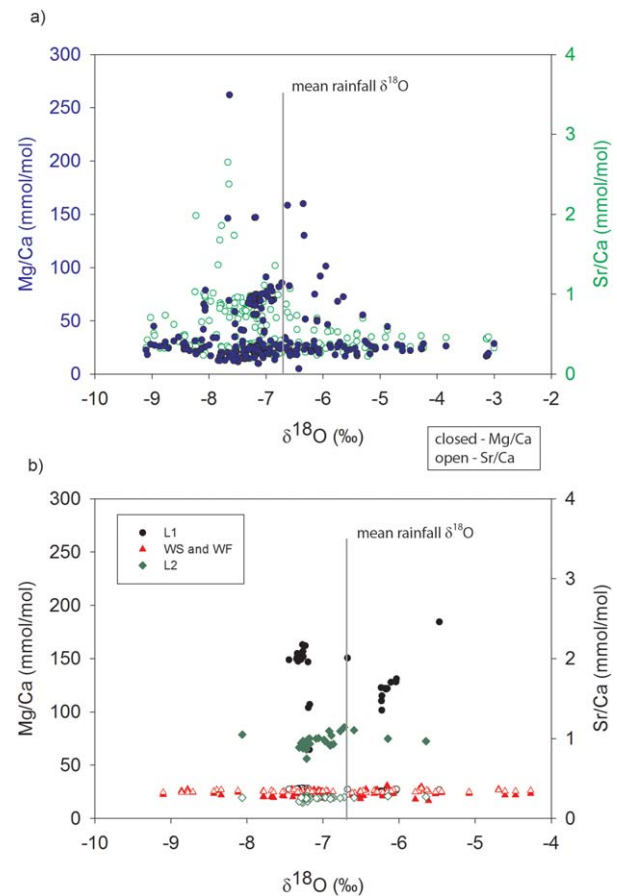 a)
mean rainfall δ18O
300
250
200
150
100
50
0
Mg/Ca (mmol/mol)
4
3
2
1
0
Sr/Ca (mmol/mol)
-10 -9 -8 -7 -6 -5 -4 -3 -2
δ18O (‰)
closed - Mg/Ca
open - Sr/Ca
b)
L1
WS and WF
L2
mean rainfall δ18O
300
250
200
150
100
50
0
Mg/Ca (mmol/mol)
4
3
2
1
0
Sr/Ca (mmol/mol)
-10 -9 -8 -7 -6 -5 -4
δ18O (‰)